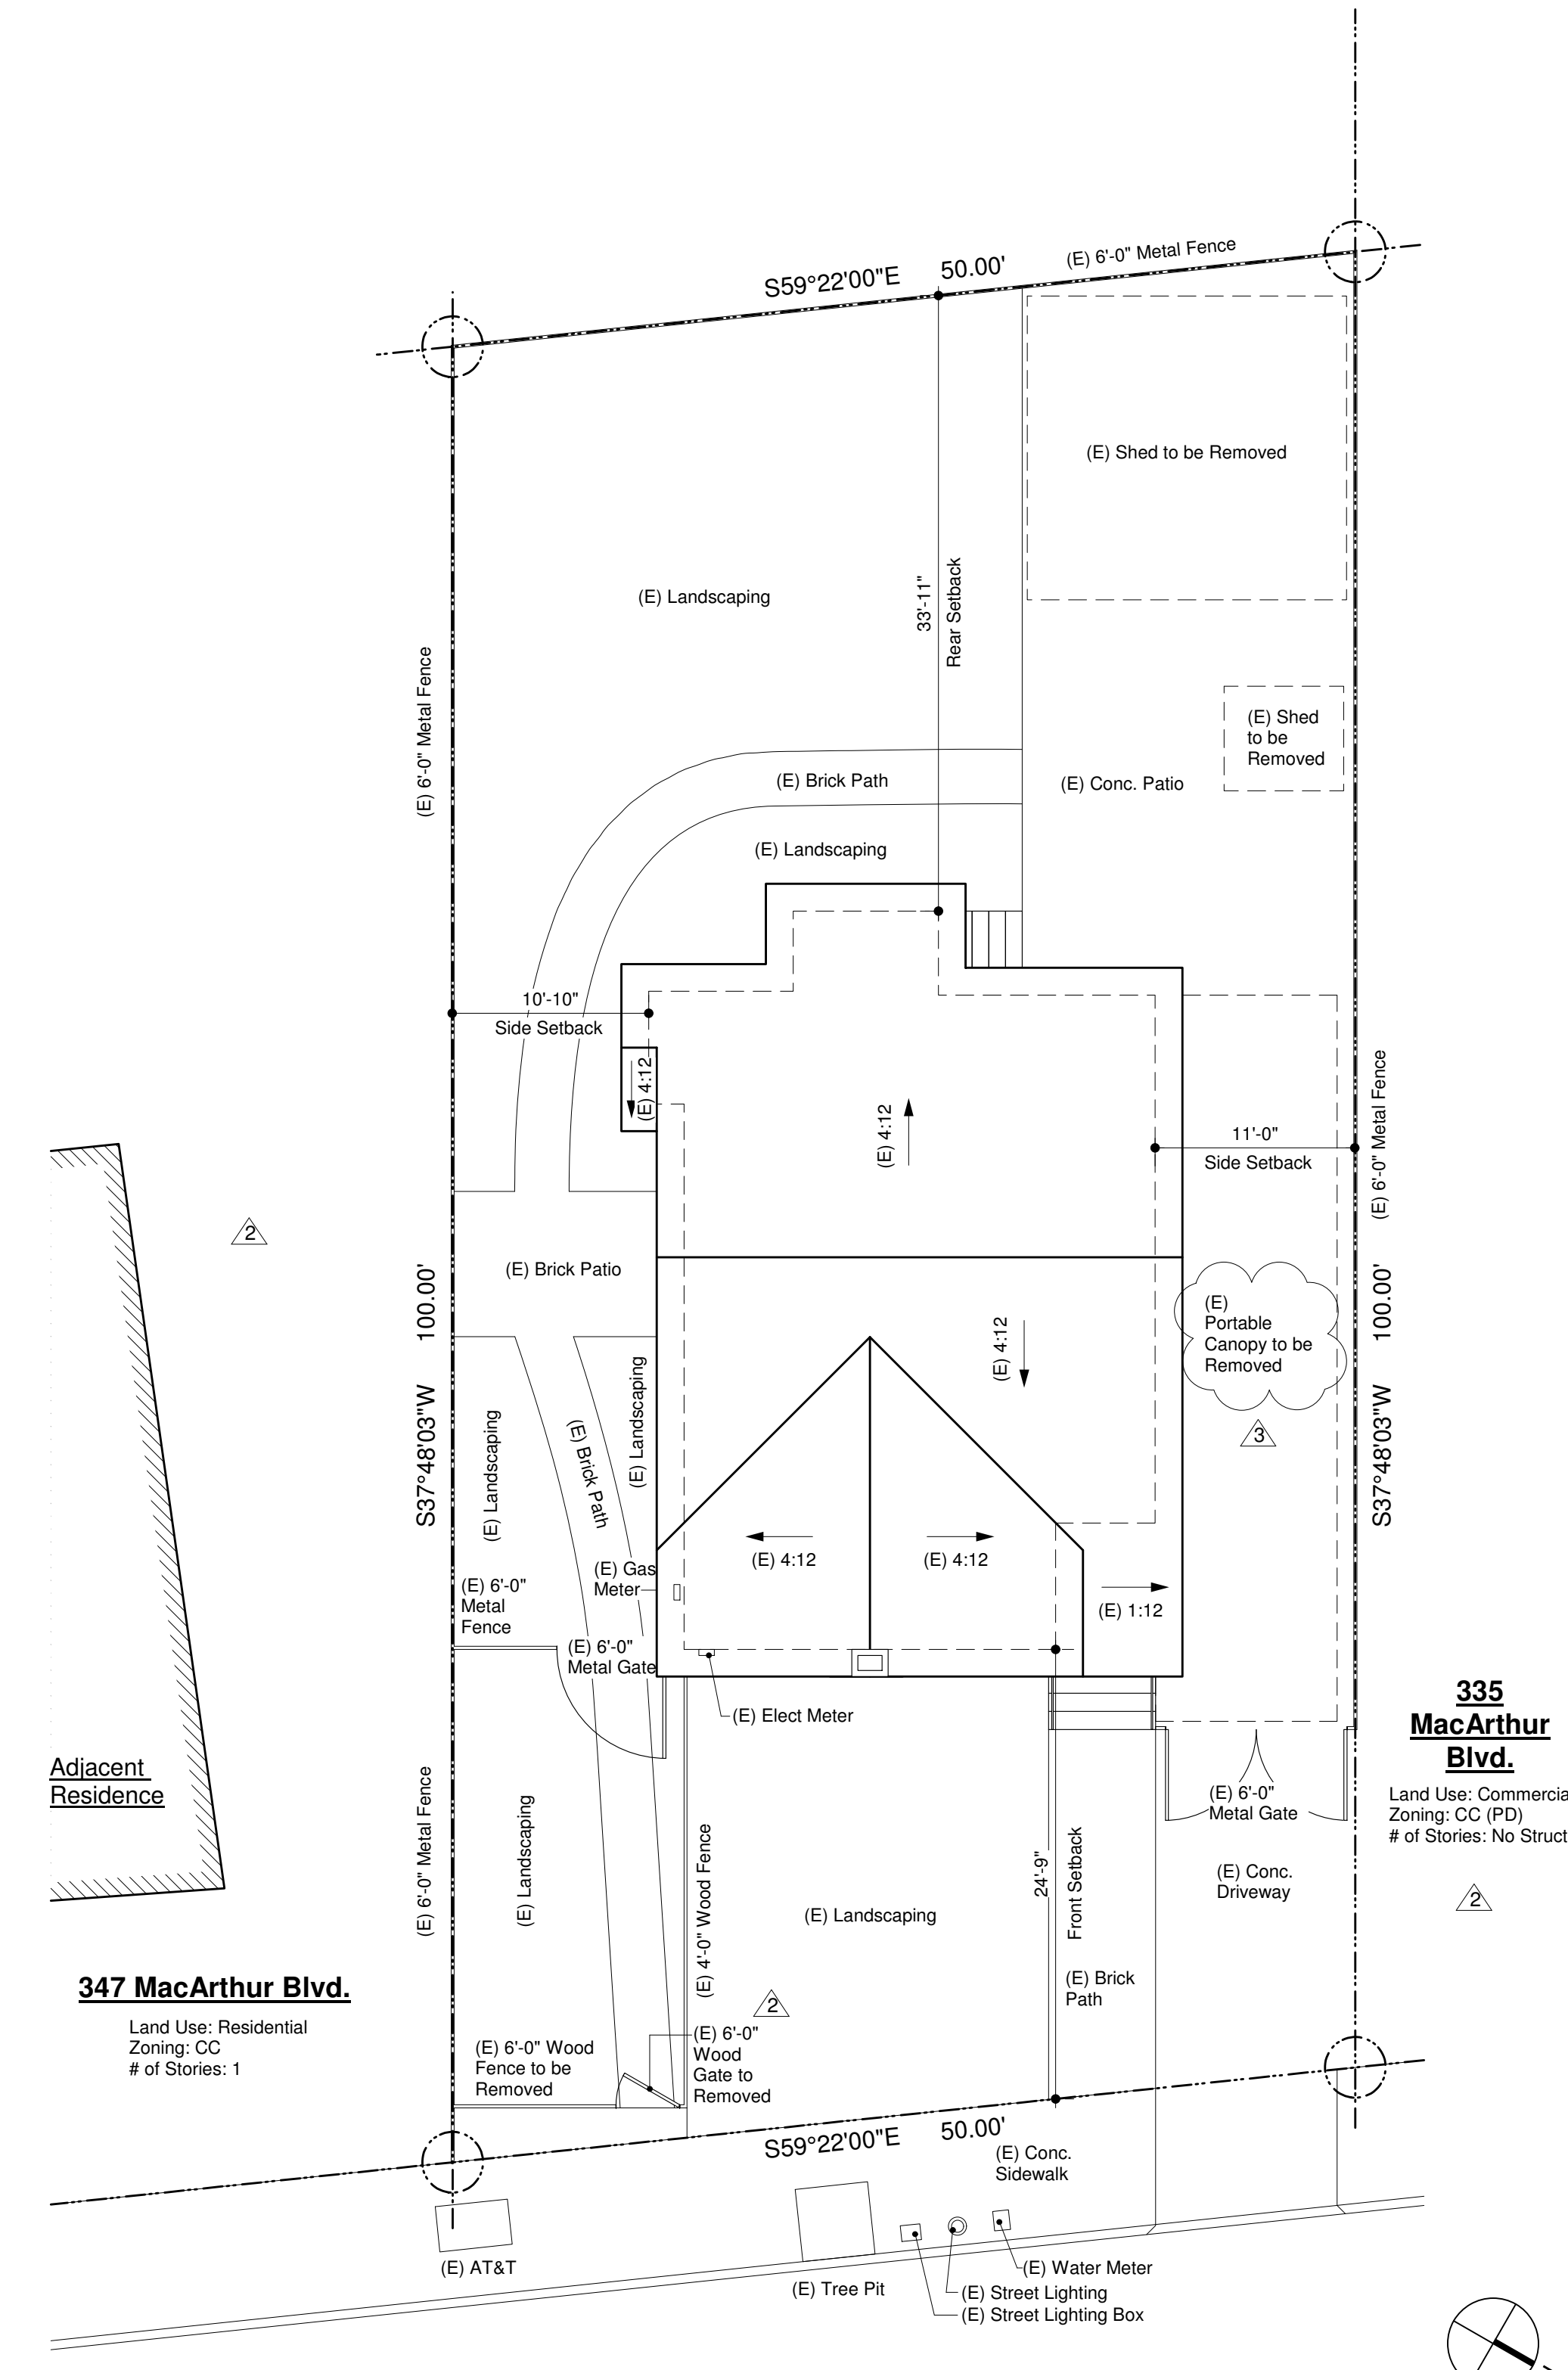 (E) 6'-0" Metal Fence
S59°22'00"E 50.00'
(E) Shed to be Removed
33'-11"
Rear Setback
(E) Landscaping
(E) 6'-0" Metal Fence
(E) Shed
to be
Removed
(E) Brick Path
(E) Conc. Patio
(E) Landscaping
10'-10"
Side Setback
(E) 4:12
(E) 4:12
11'-0"
Side Setback
(E) 6'-0" Metal Fence
2
(E) Brick Patio
S37°48'03"W 100.00'
(E)
Portable
Canopy to be
Removed
3
S37°48'03"W 100.00'
(E) 4:12
(E) Landscaping
(E) Brick Path
(E) Landscaping
(E) 4:12
(E) 4:12
(E) 1:12
(E) Gas
Meter
(E) 6'-0"
Metal
Fence
(E) 6'-0"
Metal Gate
(E) Elect Meter
335
MacArthur
Blvd.
Land Use: Commercia
Zoning: CC (PD)
# of Stories: No Struct
2
Adjacent
Residence
(E) 6'-0" Metal Fence
(E) Landscaping
(E) 4'-0" Wood Fence
(E) Landscaping
24'-9"
Front Setback
(E) Brick
Path
(E) 6'-0"
Metal Gate
(E) Conc.
Driveway
347 MacArthur Blvd.
Land Use: Residential
Zoning: CC
# of Stories: 1
2
(E) 6'-0" Wood
Fence to be
Removed
(E) 6'-0"
Wood
Gate to
Removed
S59°22'00"E 50.00'
(E) Conc.
Sidewalk
(E) AT&T
(E) Tree Pit
(E) Water Meter
(E) Street Lighting
(E) Street Lighting Box